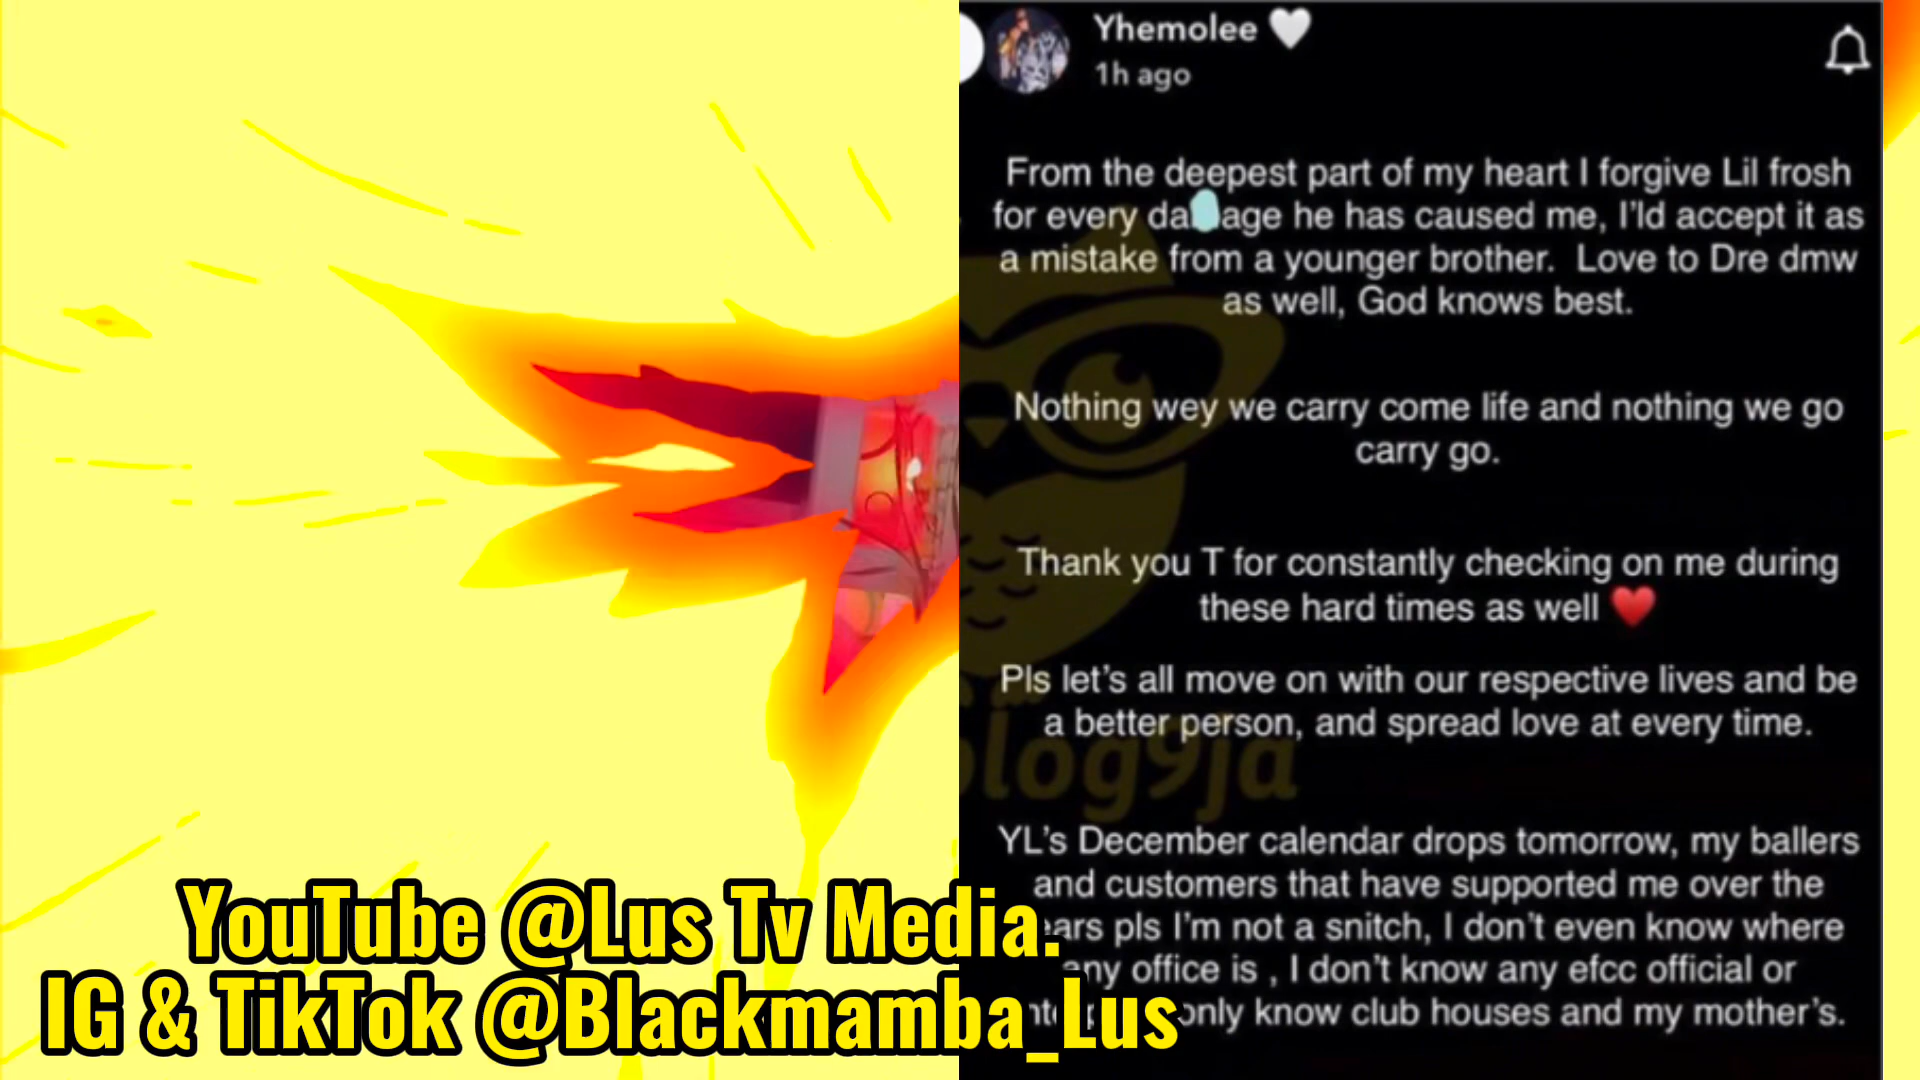 Yhemolee 🤍
1h ago
From the deepest part of my heart I forgive Lil frosh
for every da age he has caused me, I'ld accept it as
a mistake from a younger brother. Love to Dre dmw
as well, God knows best.
Nothing wey we carry come life and nothing we go
carry go.
Thank you T for constantly checking on me during
these hard times as well ❤️
Pls let's all move on with our respective lives and be
a better person, and spread love at every time.
log9ja
YL's December calendar drops tomorrow, my ballers
and customers that have supported me over the
ears pls I'm not a snitch, I don't even know where
any office is , I don't know any efcc official or
only know club houses and my mother's.
YouTube @Lus Tv Media.
IG & TikTok @Blackmamba_Lus